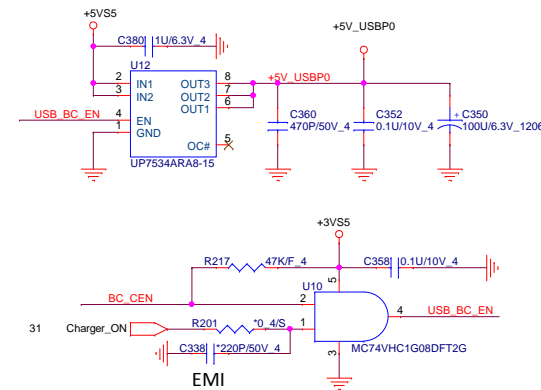 +5VS5
+5V_USBP0
C380 1U/6.3V_4
U12
2 IN1 OUT3 8 +5V_USBP0
3 IN2 OUT2 7
OUT1 6
USB_BC_EN 4 EN
1 GND
OC# 5
UP7534ARA8-15
C360
470P/50V_4
C352
0.1U/10V_4
+ C350
100U/6.3V_1206
+3VS5
R217 47K/F_4
C358 0.1U/10V_4
U10
5
BC_CEN 2
4 USB_BC_EN
31 Charger_ON R201 *0_4/S 1
MC74VHC1G08DFT2G
C338 *220P/50V_4
3
EMI